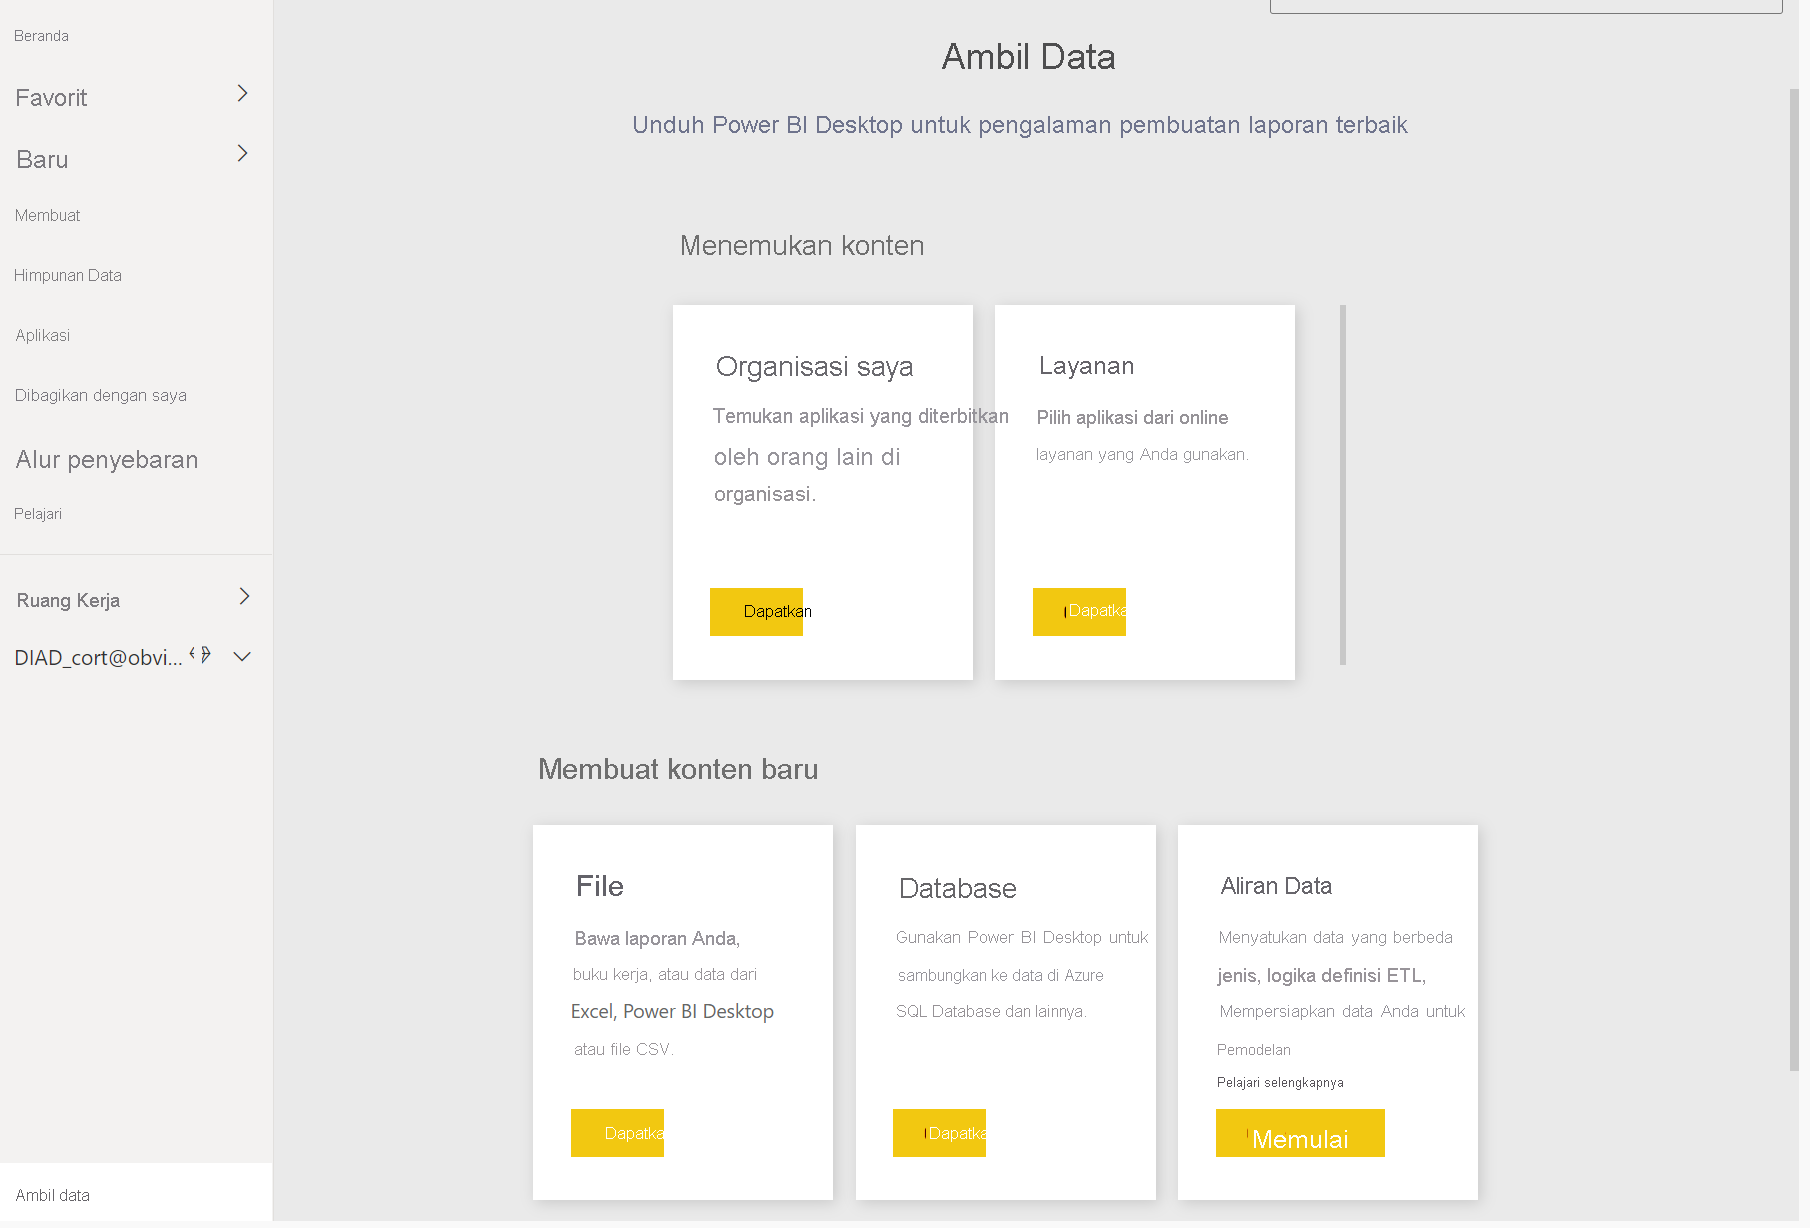 Beranda
Favorit
Baru
Membuat
Himpunan Data
Aplikasi
Dibagikan dengan saya
Alur penyebaran
Pelajari
Ruang Kerja
DIAD_cort@obvi...
Ambil data
Ambil Data
Unduh Power BI Desktop untuk pengalaman pembuatan laporan terbaik
Menemukan konten
Organisasi saya
Temukan aplikasi yang diterbitkan
oleh orang lain di
organisasi.
Dapatkan
Layanan
Pilih aplikasi dari online
layanan yang Anda gunakan.
Dapatka
Membuat konten baru
File
Bawa laporan Anda,
buku kerja, atau data dari
Excel, Power BI Desktop
atau file CSV.
Dapatka
Database
Gunakan Power BI Desktop untuk
sambungkan ke data di Azure
SQL Database dan lainnya.
Dapatka
Aliran Data
Menyatukan data yang berbeda
jenis, logika definisi ETL,
Mempersiapkan data Anda untuk
Pemodelan
Pelajari selengkapnya
Memulai